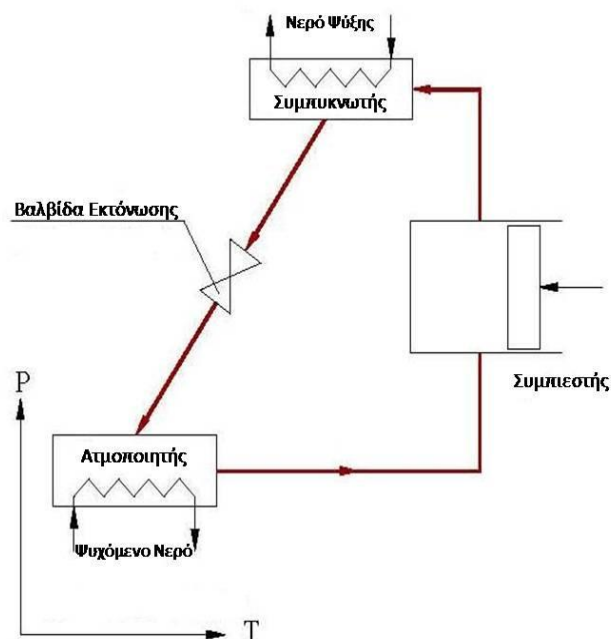 Νερό Ψύξης
Συμπυκνωτής
Βαλβίδα Εκτόνωσης
Συμπιεστής
P
Ατμοποιητής
Ψυχόμενο Νερό
T